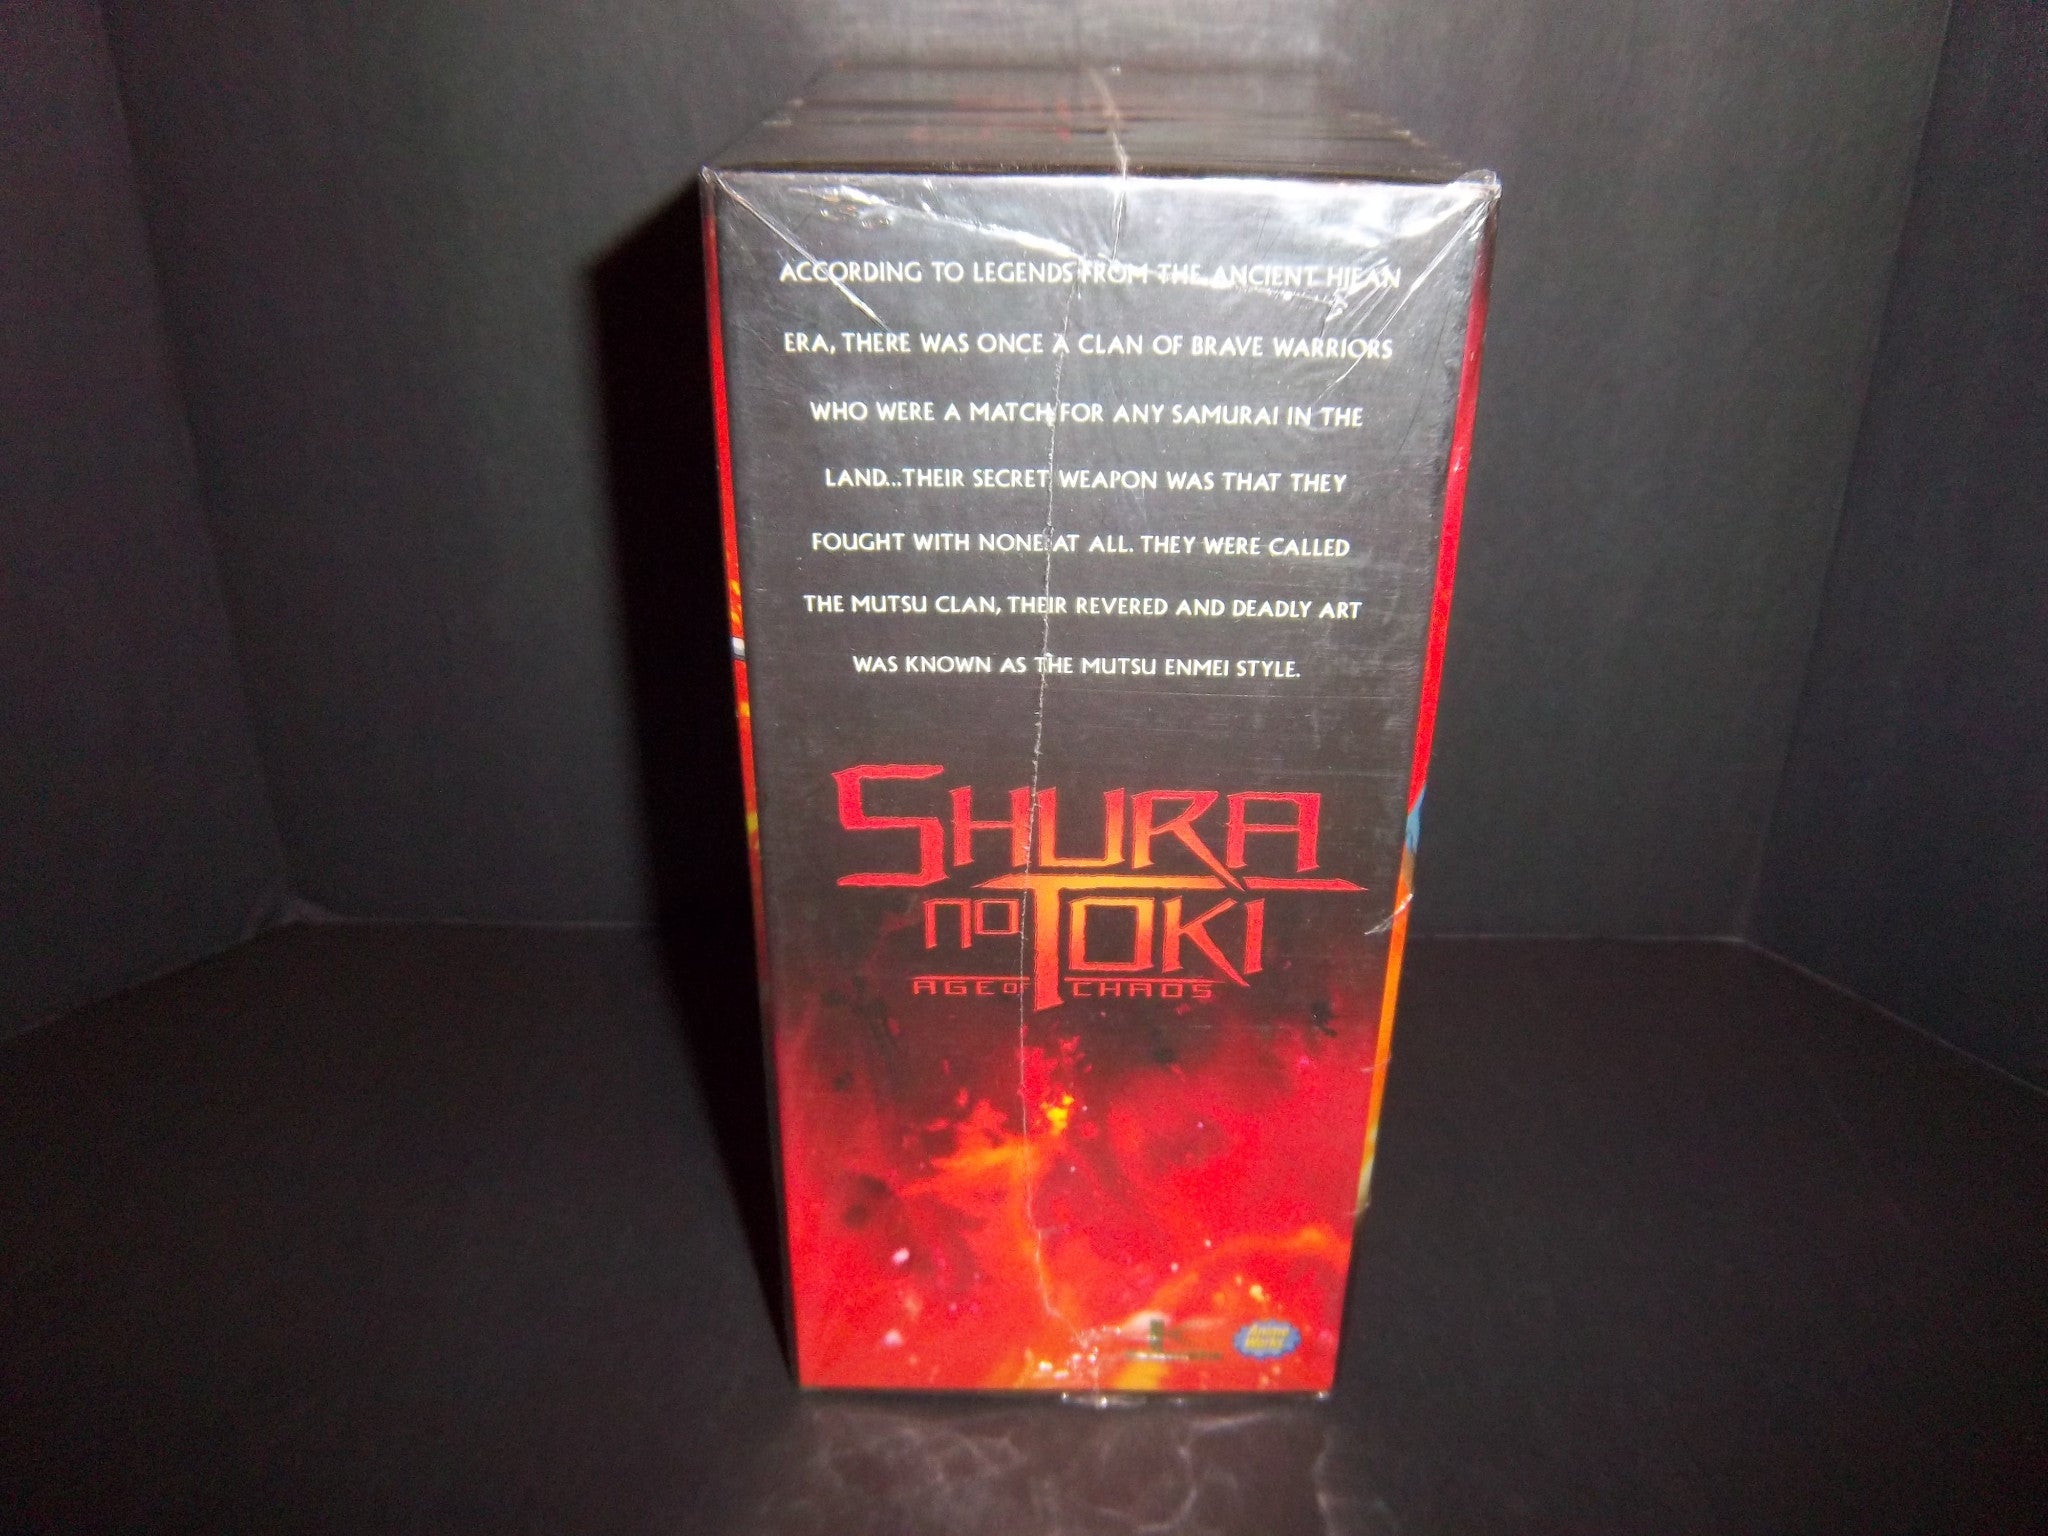 ACCORDING TO LEGENDS FROM THE ANCIENT HIEAN
ERA, THERE WAS ONCE A CLAN OF BRAVE WARRIORS
WHO WERE A MATCH FOR ANY SAMURAI IN THE
LAND...THEIR SECRET WEAPON WAS THAT THEY
FOUGHT WITH NONE AT ALL. THEY WERE CALLED
THE MUTSU CLAN, THEIR REVERED AND DEADLY ART
WAS KNOWN AS THE MUTSU ENMEI STYLE.
SHURA
NO TOKI
AGE OF CHAOS
Anime
Works